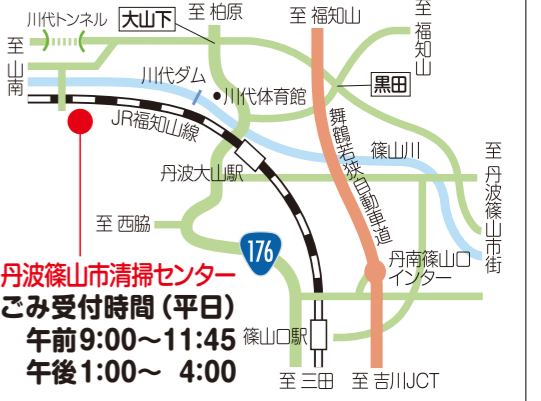 至 柏原
至 福知山
至 福知山
川代トンネル
大山下
至 山南
川代ダム
黒田
川代体育館
JR福知山線
舞鶴若狭自動車道
篠山川
至 丹波篠山市街
丹波大山駅
至 西脇
176
丹南篠山口
インター
丹波篠山市清掃センター
ごみ受付時間(平日)
午前9:00〜11:45
午後1:00〜 4:00
篠山口駅
至 三田
至 吉川JCT